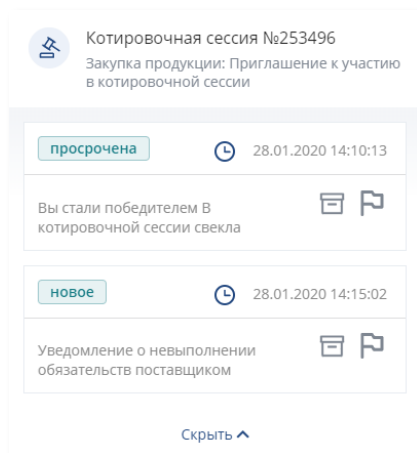 Котировочная сессия №253496
Закупка продукции: Приглашение к участию
в котировочной сессии
просрочена
28.01.2020 14:10:13
Вы стали победителем В
котировочной сессии свекла
новое
28.01.2020 14:15:02
Уведомление о невыполнении
обязательств поставщиком
Скрыть